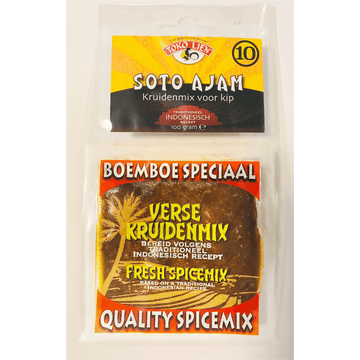 TOKO LIEN
10
SOTO AJAM
Kruidenmix voor kip
TRADITIONEEL
INDONESISCH
RECEPT
100 gram e
BOEMBOE SPECIAAL
VERSE
KRUIDENMIX
BEREID VOLGENS
TRADITIONEEL
INDONESISCH RECEPT
FRESH SPICEMIX
BASED ON A TRADITIONAL
INDONESIAN RECIPE
QUALITY SPICEMIX